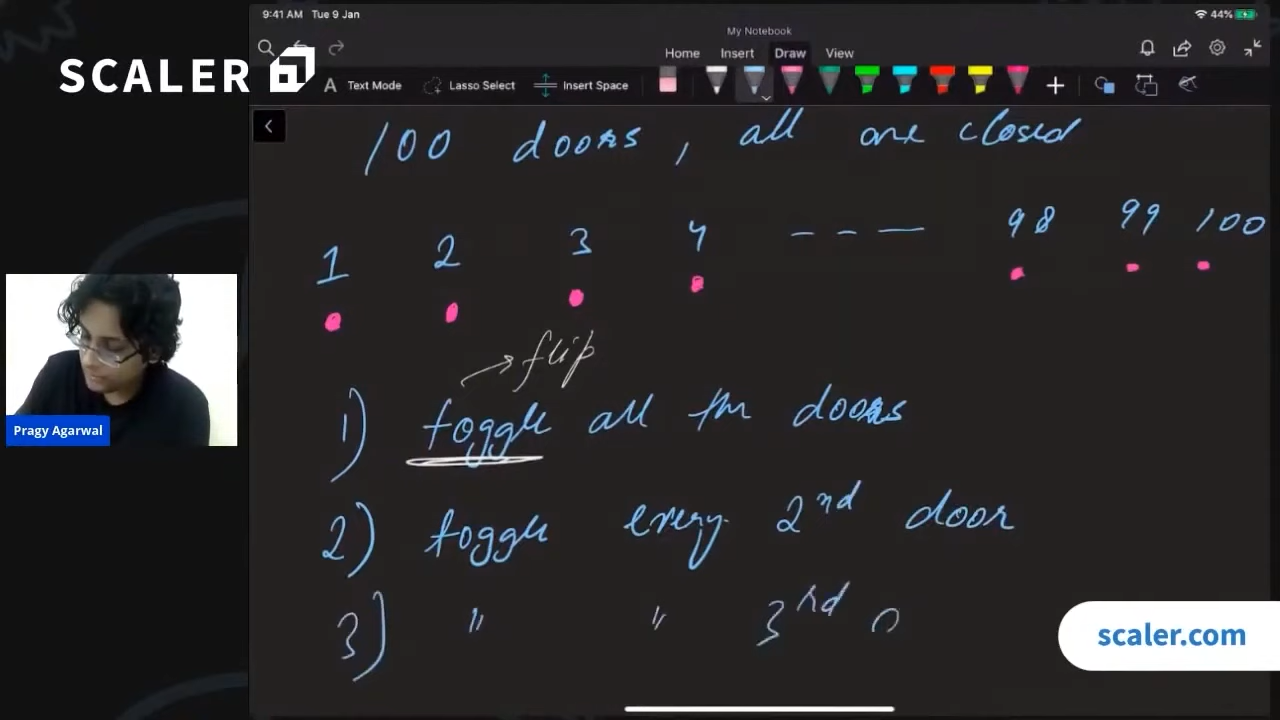 9:41 AM Tue 9 Jan
44%
My Notebook
Home Insert Draw View
SCALER
Text Mode Lasso Select Insert Space
100 doors, all are closed
1 2 3 4 --- 98 99 100
flip
1) toggle all the doors
Pragy Agarwal
2) toggle every 2nd door
3) " " 3rd
scaler.com